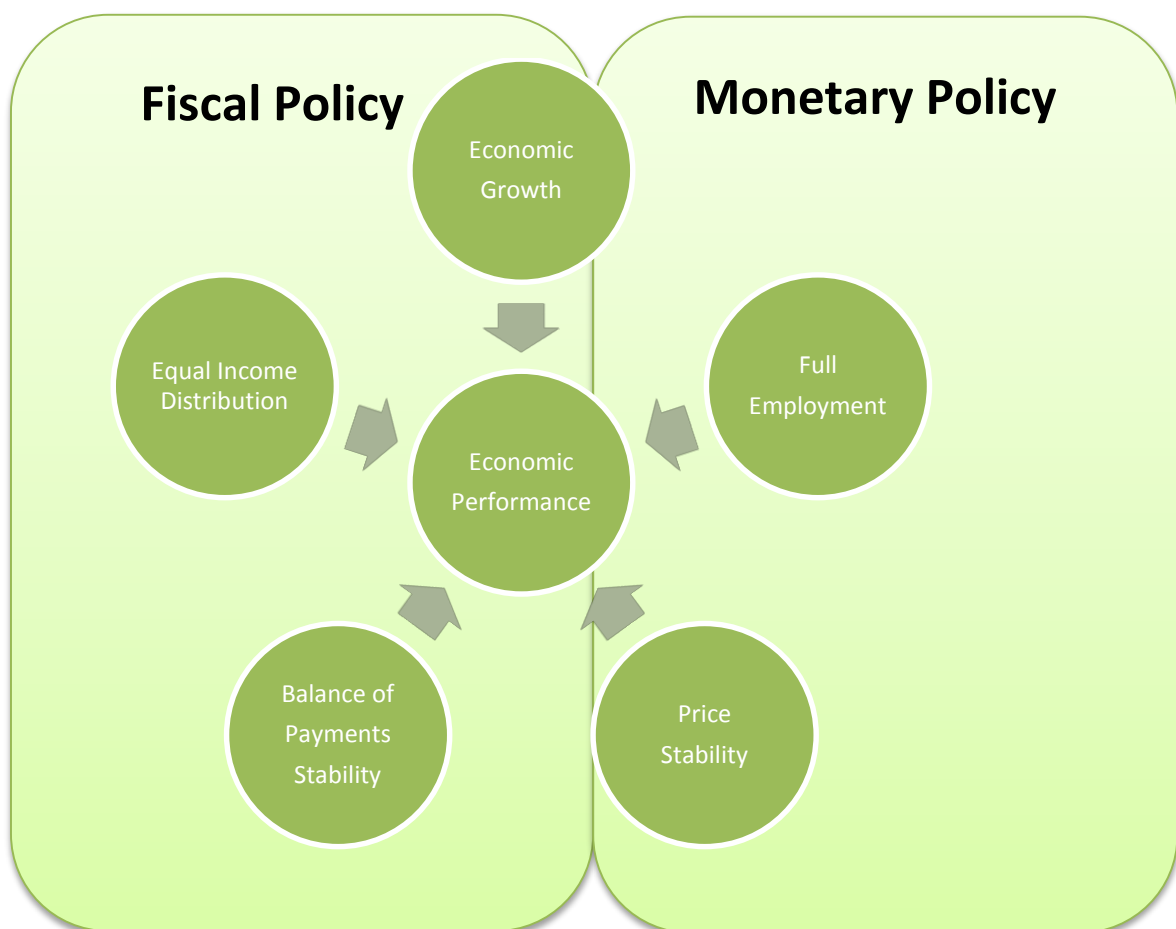 Fiscal Policy
Monetary Policy
Economic
Growth
Equal Income
Distribution
Full
Employment
Economic
Performance
Balance of
Payments
Stability
Price
Stability